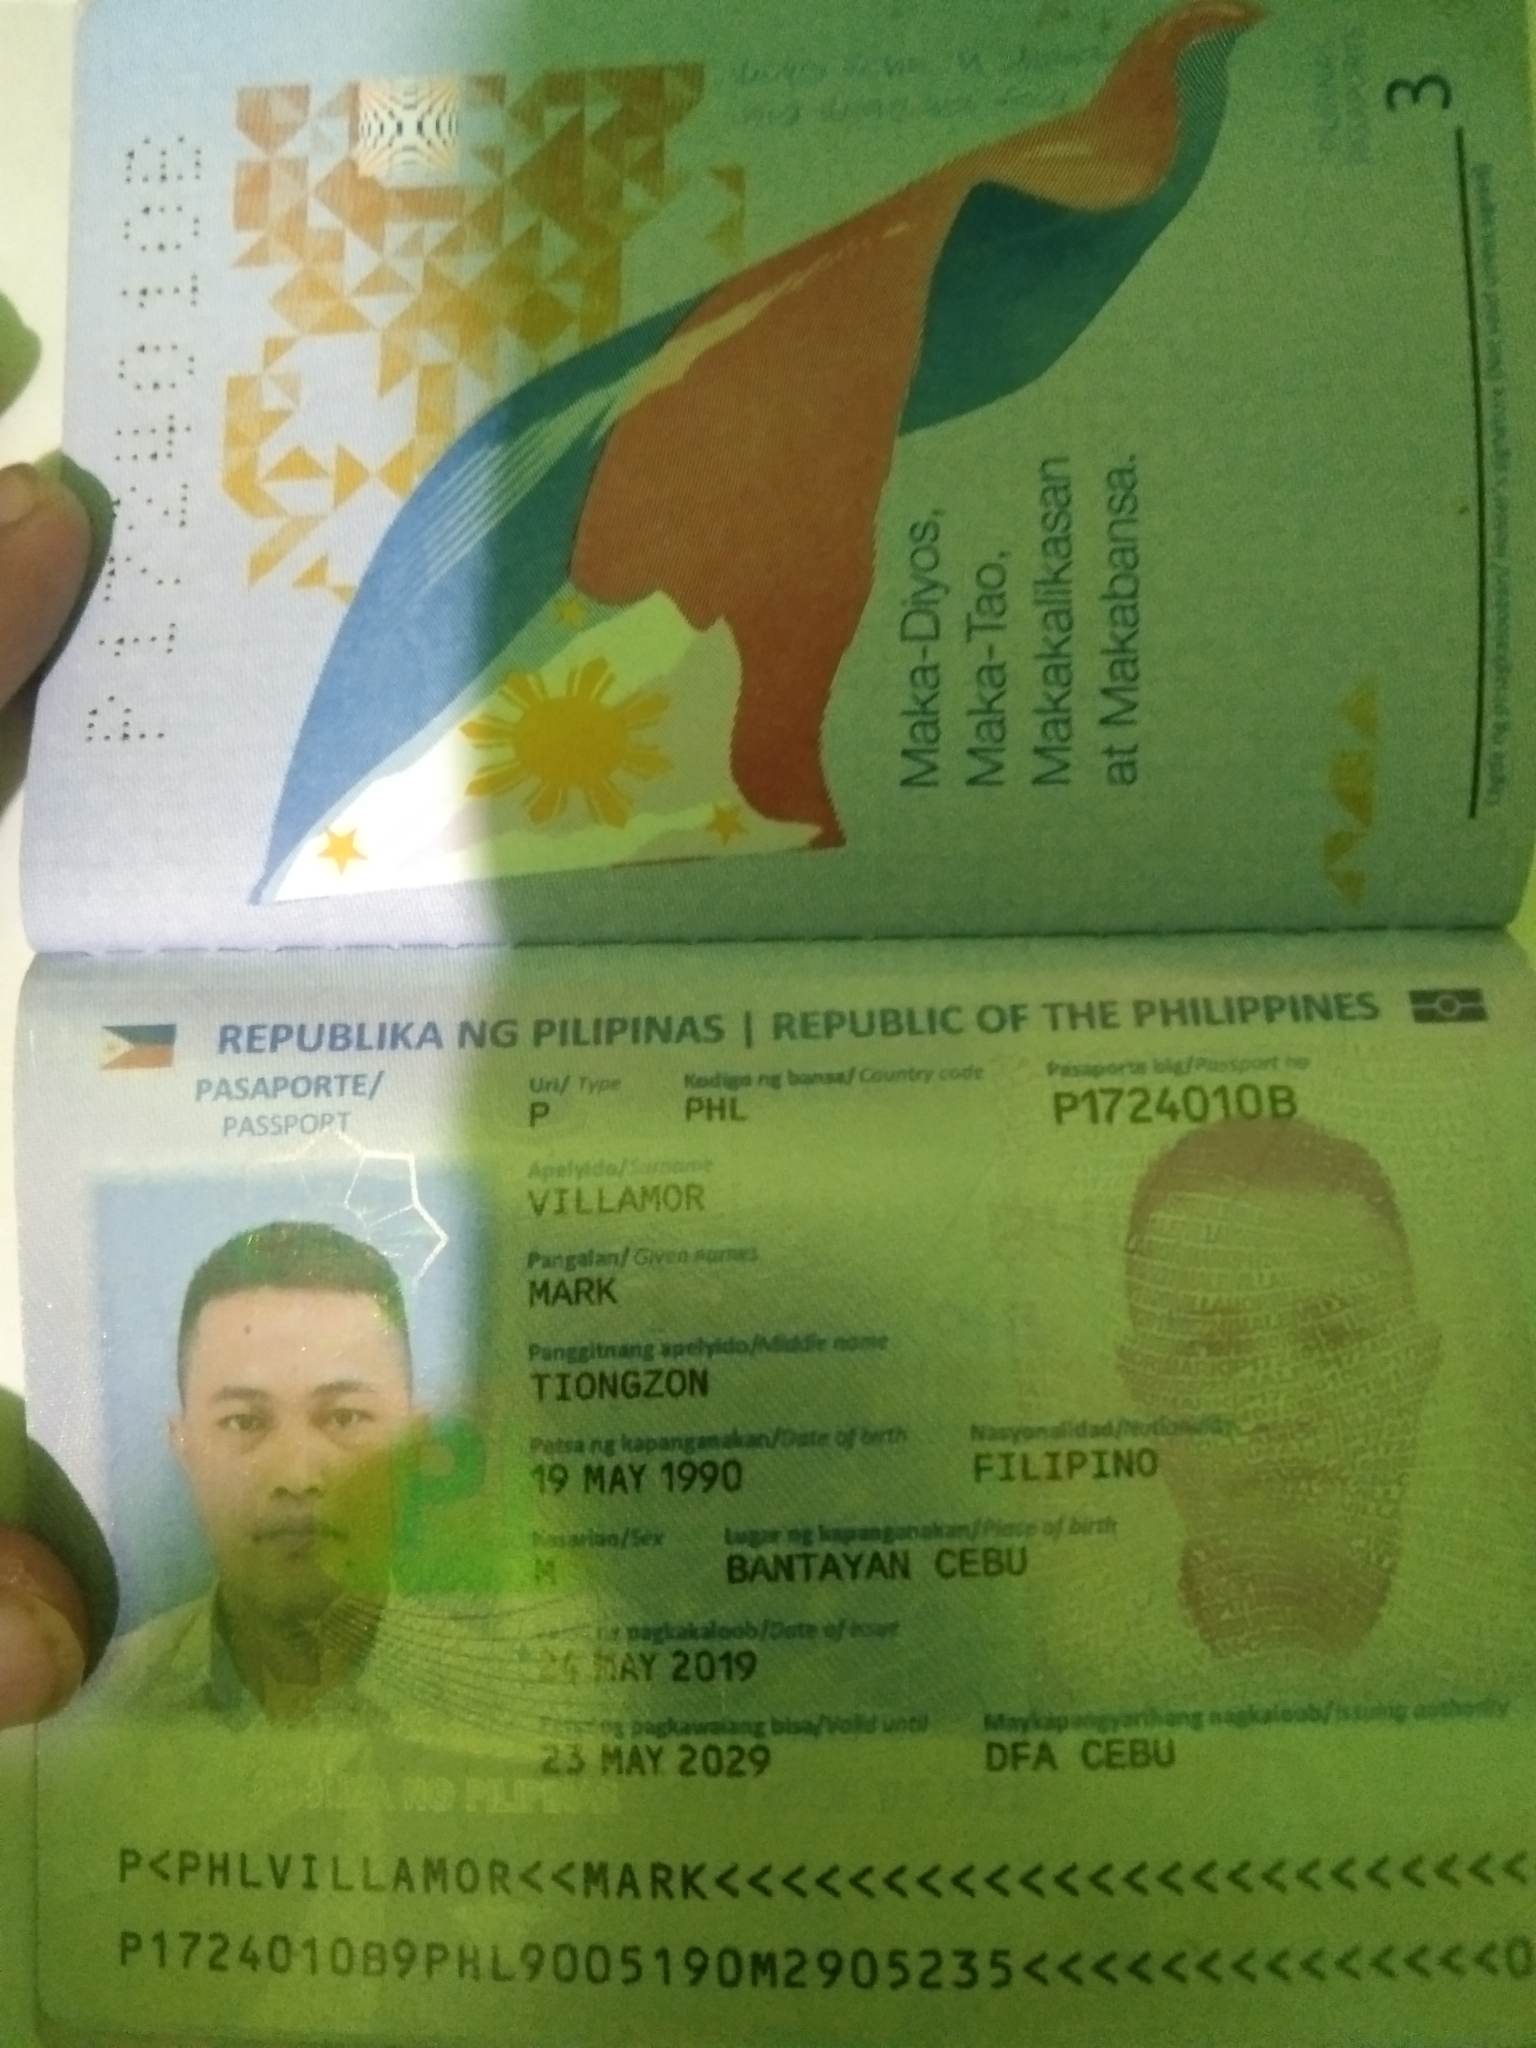 P1724010B
3
Maka-Diyos,
Maka-Tao,
Makakalikasan
at Makabansa.
REPUBLIKA NG PILIPINAS | REPUBLIC OF THE PHILIPPINES
PASAPORTE/
PASSPORT
Uri/ Type
P
Kodigo ng bansa/ Country code
PHL
Pasaporte blg/Passport no
P1724010B
Apelyido/Surname
VILLAMOR
Pangalan/ Given names
MARK
Panggitnang apelyido/Middle name
TIONGZON
Petsa ng kapanganakan/Date of birth
19 MAY 1990
Nasyonalidad/Nationality
FILIPINO
Kasarian/Sex
M
Lugar ng kapanganakan/Place of birth
BANTAYAN CEBU
ng pagkakaloob/Date of issue
24 MAY 2019
ng pagkawalang bisa/Valid until
23 MAY 2029
Maykapangyarihang nagkaloob/Issuing authority
DFA CEBU
P<PHLVILLAMOR<<MARK<<<<<<<<<<<<<<<<<<<<<<<<<
P1724010B9PHL9005190M2905235<<<<<<<<<<<<<<0